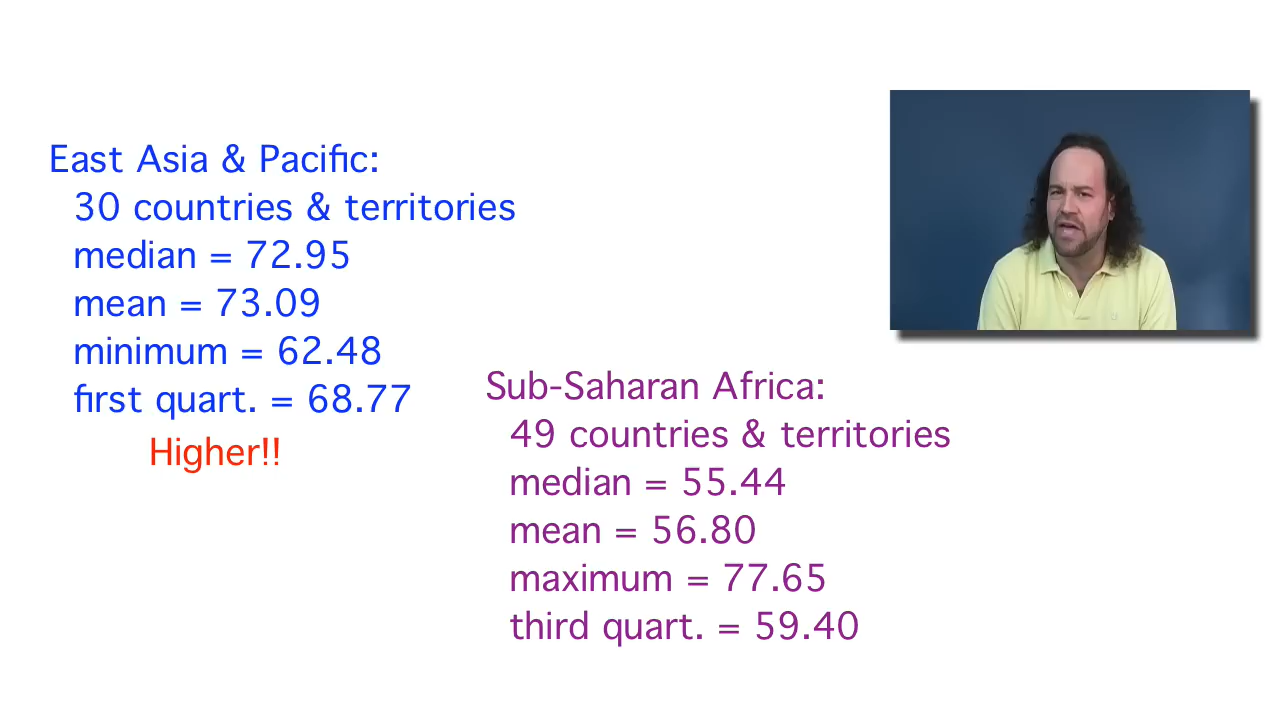 East Asia & Pacific:
30 countries & territories
median = 72.95
mean = 73.09
minimum = 62.48
first quart. = 68.77
Higher!!
Sub-Saharan Africa:
49 countries & territories
median = 55.44
mean = 56.80
maximum = 77.65
third quart. = 59.40